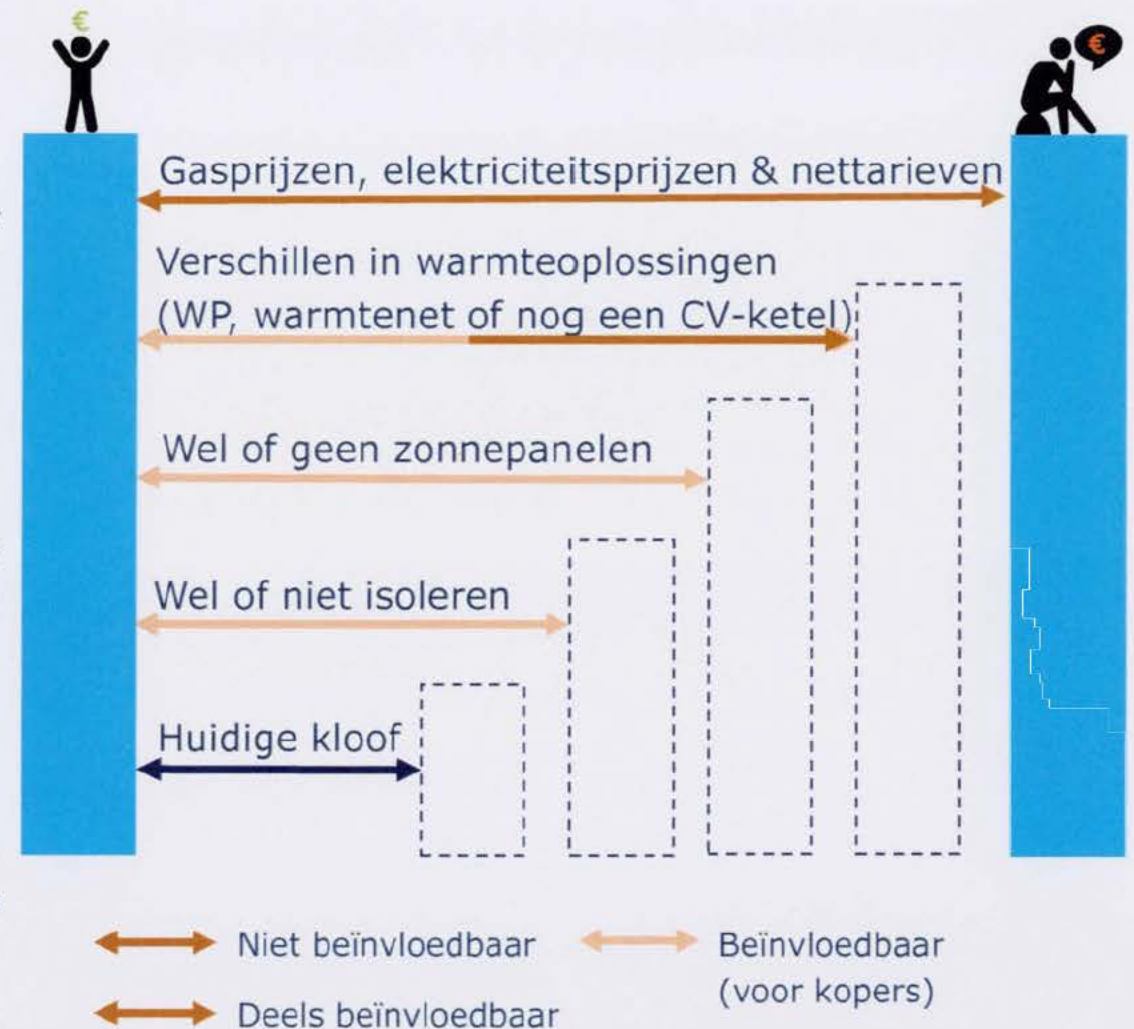 €
€
Gasprijzen, elektriciteitsprijzen & nettarieven
Verschillen in warmteoplossingen
(WP, warmtenet of nog een CV-ketel)
Wel of geen zonnepanelen
Wel of niet isoleren
Huidige kloof
Niet beïnvloedbaar
Beïnvloedbaar
(voor kopers)
Deels beïnvloedbaar